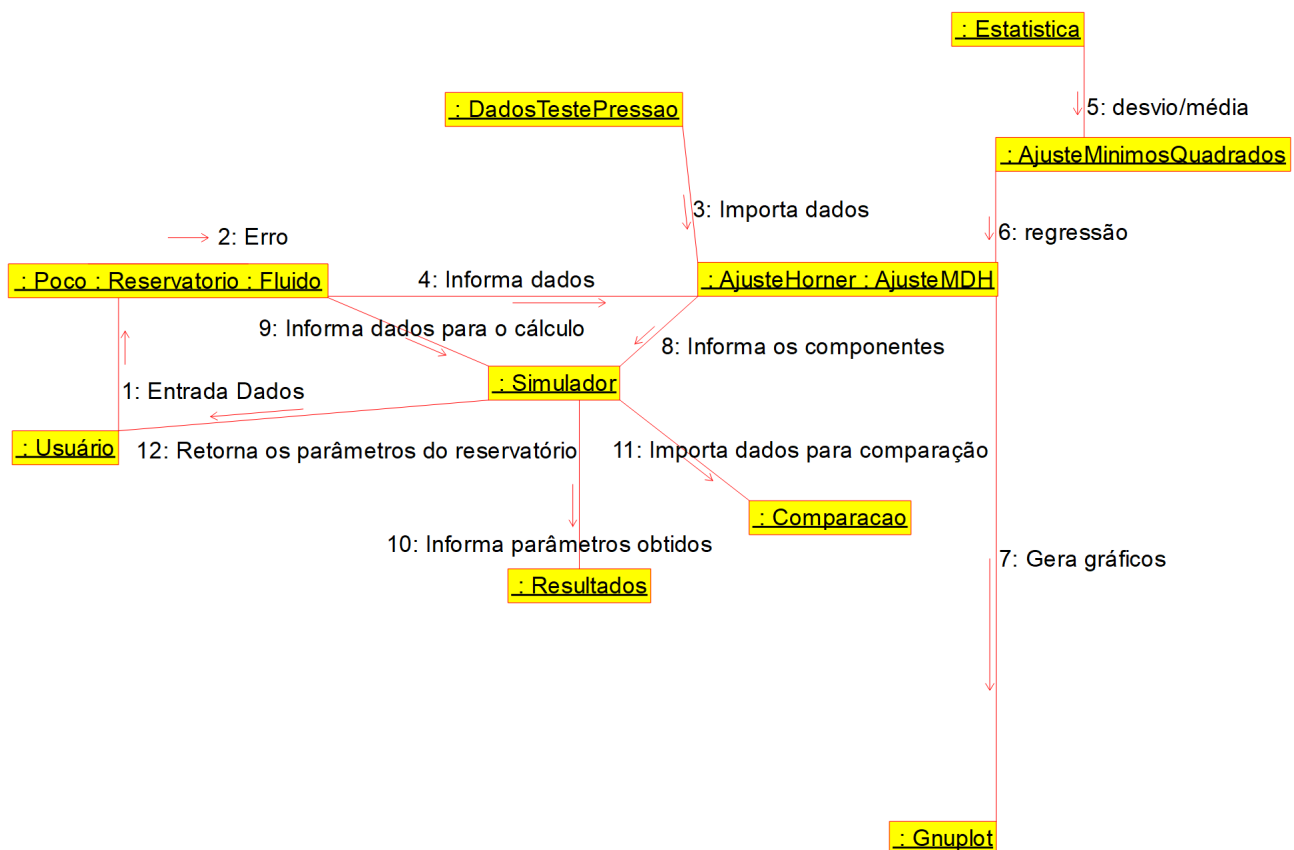 : Estatistica
: DadosTestePressao
5: desvio/média
: AjusteMinimosQuadrados
3: Importa dados
6: regressão
2: Erro
: Poco : Reservatorio : Fluido
4: Informa dados
: AjusteHorner : AjusteMDH
9: Informa dados para o cálculo
8: Informa os componentes
: Simulador
1: Entrada Dados
: Usuário
12: Retorna os parâmetros do reservatório
11: Importa dados para comparação
: Comparacao
10: Informa parâmetros obtidos
7: Gera gráficos
: Resultados
: Gnuplot